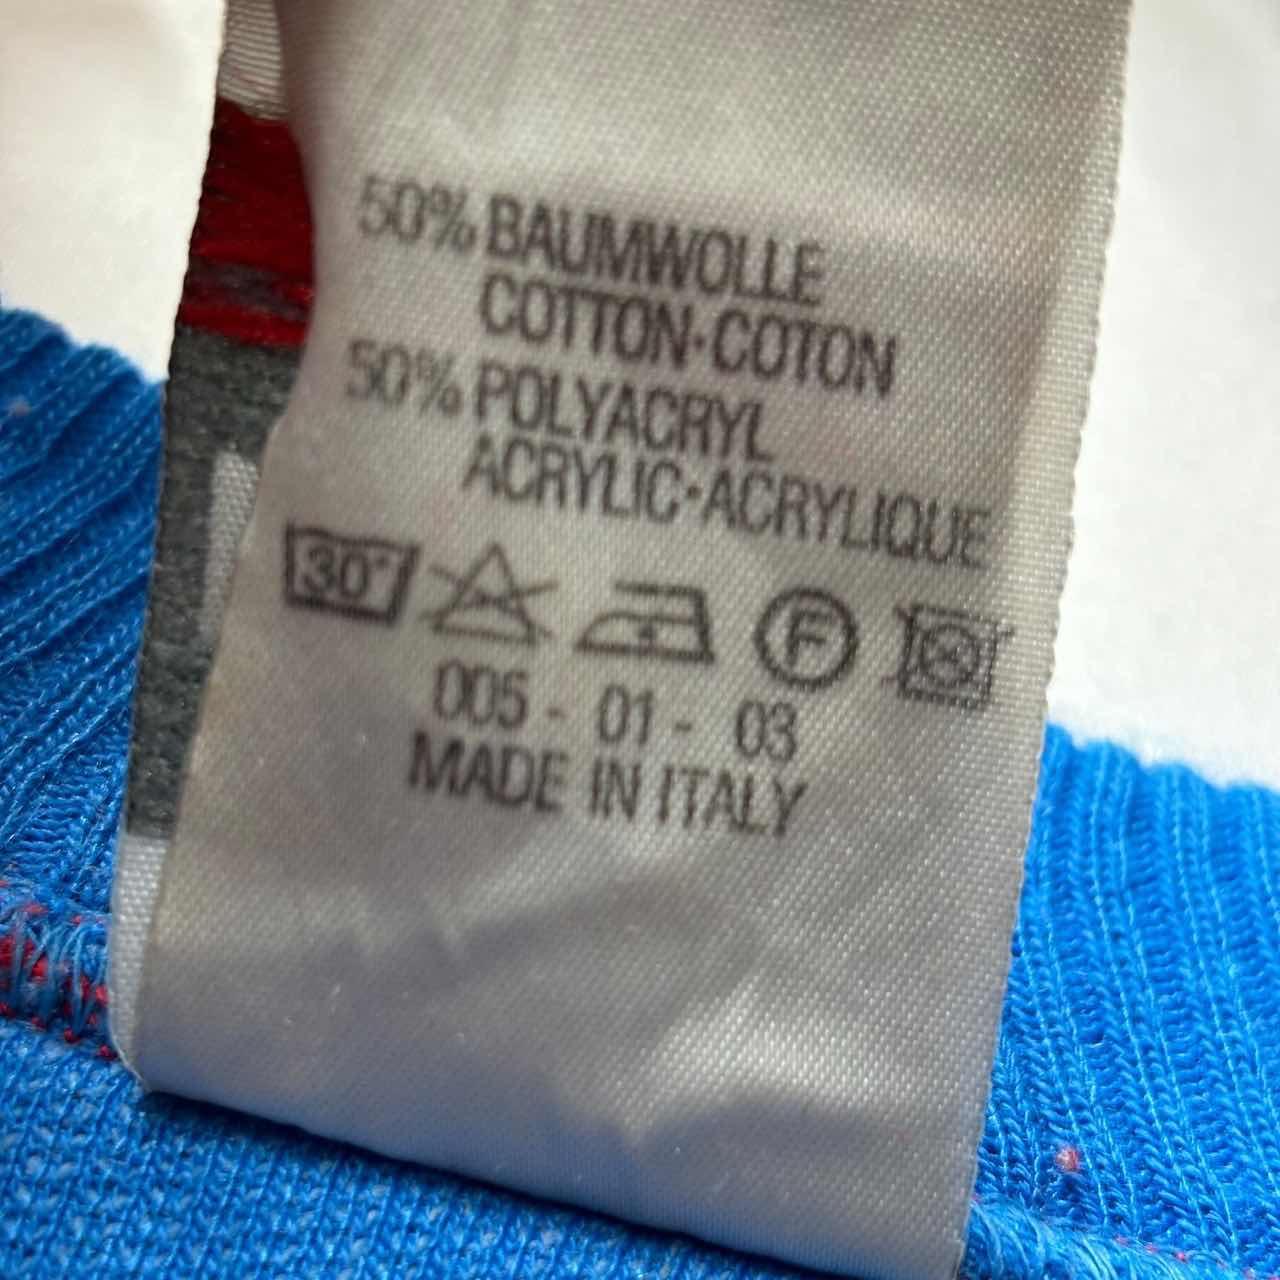 50% BAUMWOLLE
COTTON·COTON
50% POLYACRYL
ACRYLIC·ACRYLIQUE
30° F
005 - 01 - 03
MADE IN ITALY